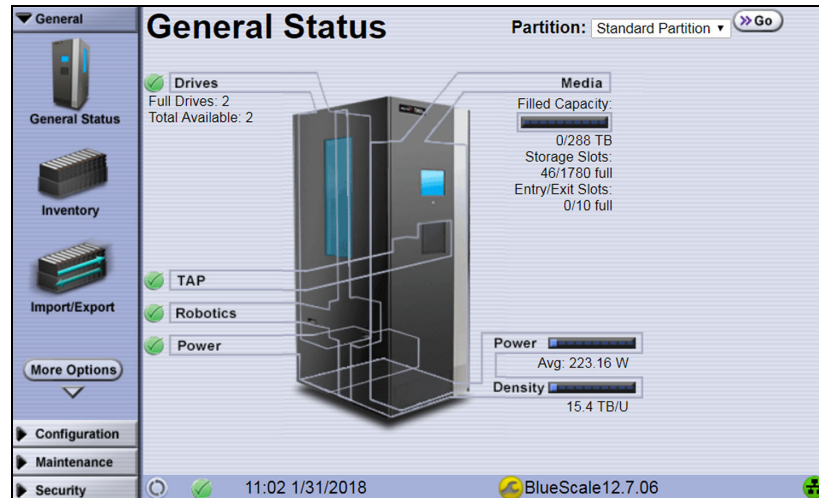 General
General Status
Partition: Standard Partition
Go
General Status
Inventory
Import/Export
More Options
Configuration
Maintenance
Security
Drives
Full Drives: 2
Total Available: 2
TAP
Robotics
Power
Media
Filled Capacity:
0/288 TB
Storage Slots:
46/1780 full
Entry/Exit Slots:
0/10 full
Power
Avg: 223.16 W
Density
15.4 TB/U
11:02 1/31/2018
BlueScale12.7.06